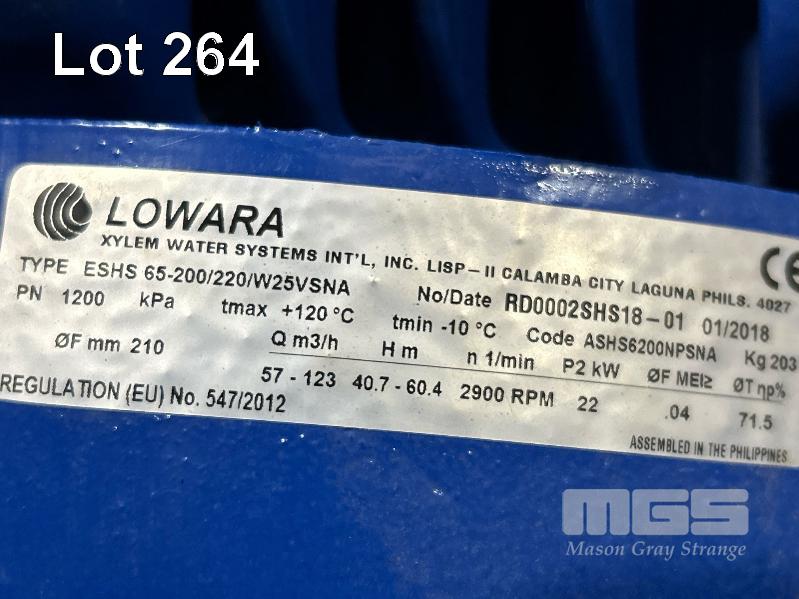 Lot 264
LOWARA
XYLEM WATER SYSTEMS INT'L, INC. LISP-II CALAMBA CITY LAGUNA PHILS. 4027
TYPE ESHS 65-200/220/W25VSNA No/Date RD0002SHS18-01 01/2018
PN 1200 kPa tmax +120 °C tmin -10 °C Code ASHS6200NPSNA Kg 203
ØF mm 210 Q m3/h H m n 1/min P2 kW ØF MEI≥ ØT ηp%
57 - 123 40.7 - 60.4 2900 RPM 22 .04 71.5
REGULATION (EU) No. 547/2012
ASSEMBLED IN THE PHILIPPINES
CE
MGS
Mason Gray Strange